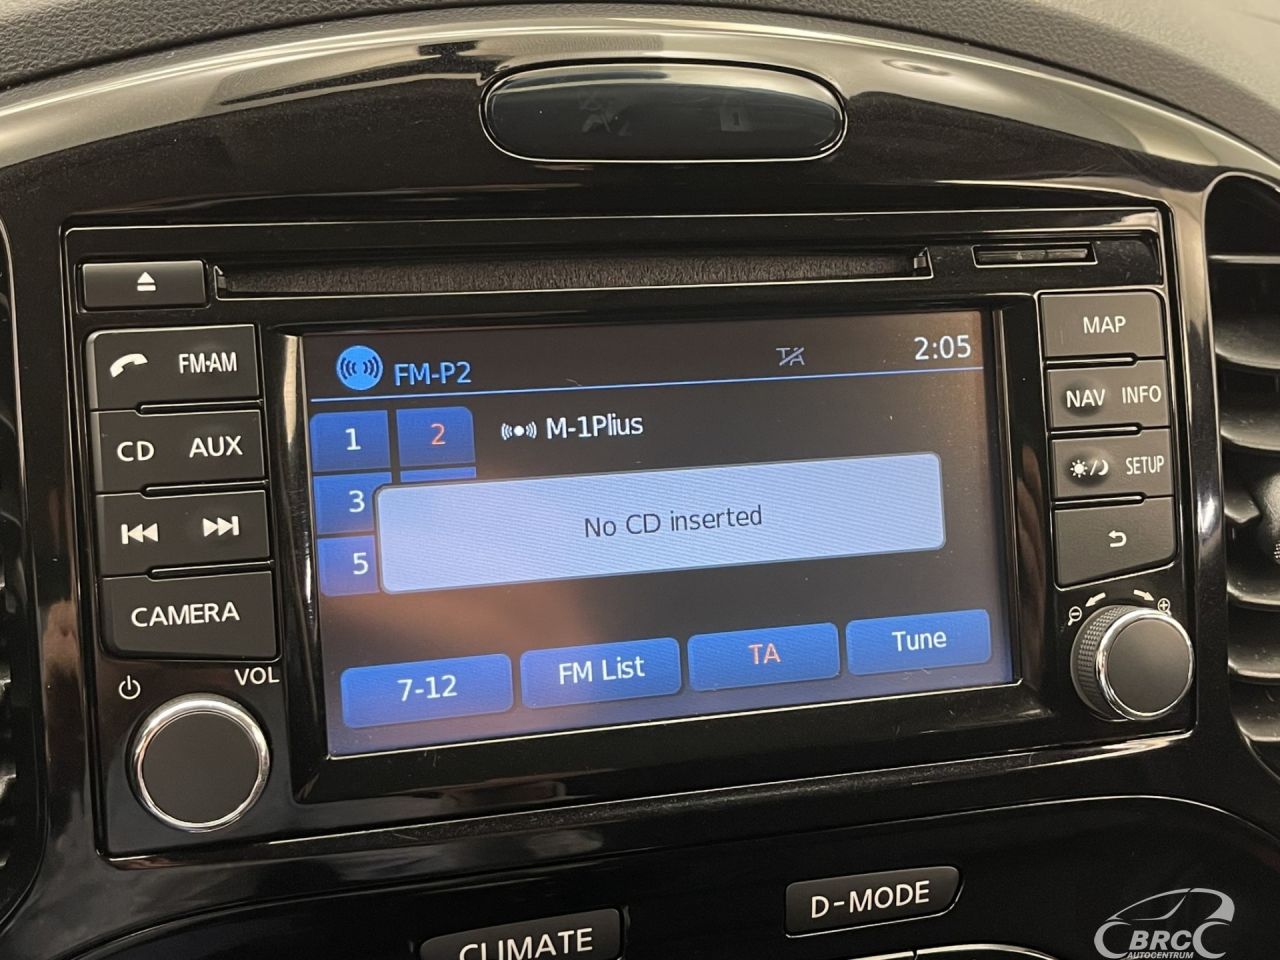 MAP
FM·AM
FM-P2
TA
2:05
NAV
INFO
CD
AUX
1
2
M-1Plius
SETUP
3
No CD inserted
5
CAMERA
7-12
FM List
TA
Tune
VOL
D-MODE
CLIMATE
BRC
AUTOCENTRUM